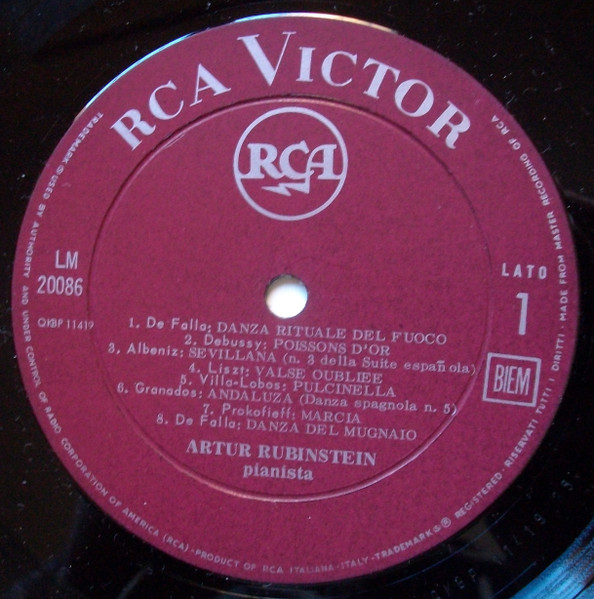 RCA VICTOR
RCA
LM
20086
QKBP 11419
LATO
1
BIEM
1. De Falla: DANZA RITUALE DEL FUOCO
2. Debussy: POISSONS D'OR
3. Albeniz: SEVILLANA (n. 3 della Suite española)
4. Liszt: VALSE OUBLIEE
5. Villa-Lobos: PULCINELLA
6. Granados: ANDALUZA (Danza spagnola n. 5)
7. Prokofieff: MARCIA
8. De Falla: DANZA DEL MUGNAIO
ARTUR RUBINSTEIN
pianista
TRADEMARK ® USED BY AUTHORITY AND UNDER CONTROL OF RADIO CORPORATION OF AMERICA (RCA) - PRODUCT OF RCA ITALIANA - ITALY - TRADEMARK ® REGISTERED - RISERVATI TUTTI I DIRITTI - MADE FROM MASTER RECORDING OF RCA